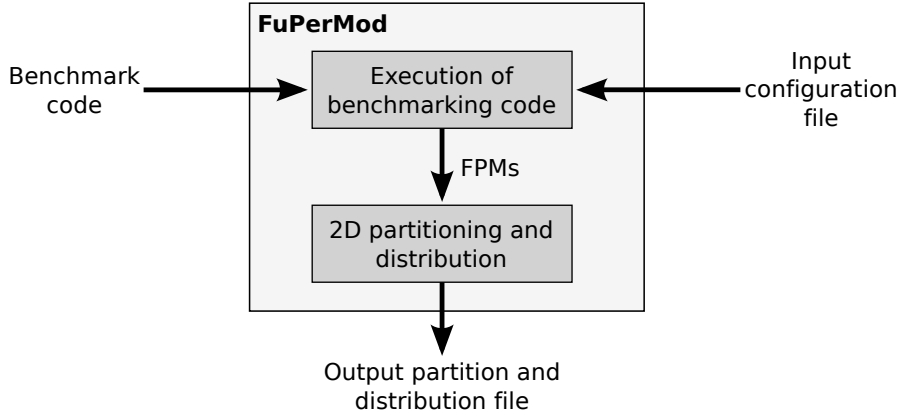 FuPerMod
Benchmark
code
Execution of
benchmarking code
Input
configuration
file
FPMs
2D partitioning and
distribution
Output partition and
distribution file